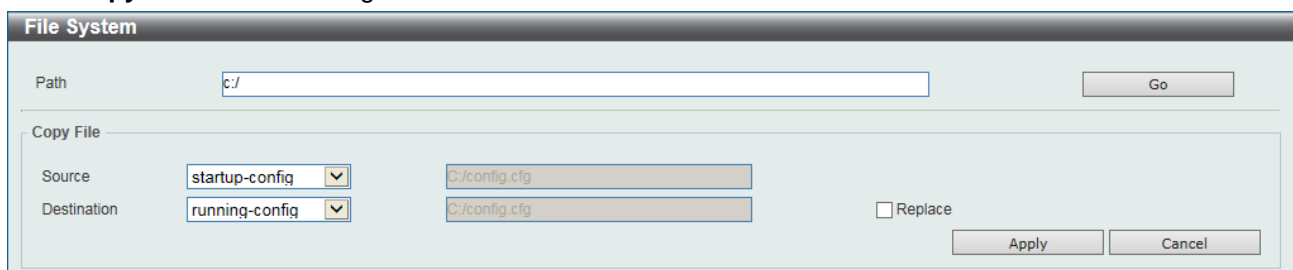 File System
Path c:/ Go
Copy File
Source startup-config C:/config.cfg
Destination running-config C:/config.cfg Replace
Apply Cancel